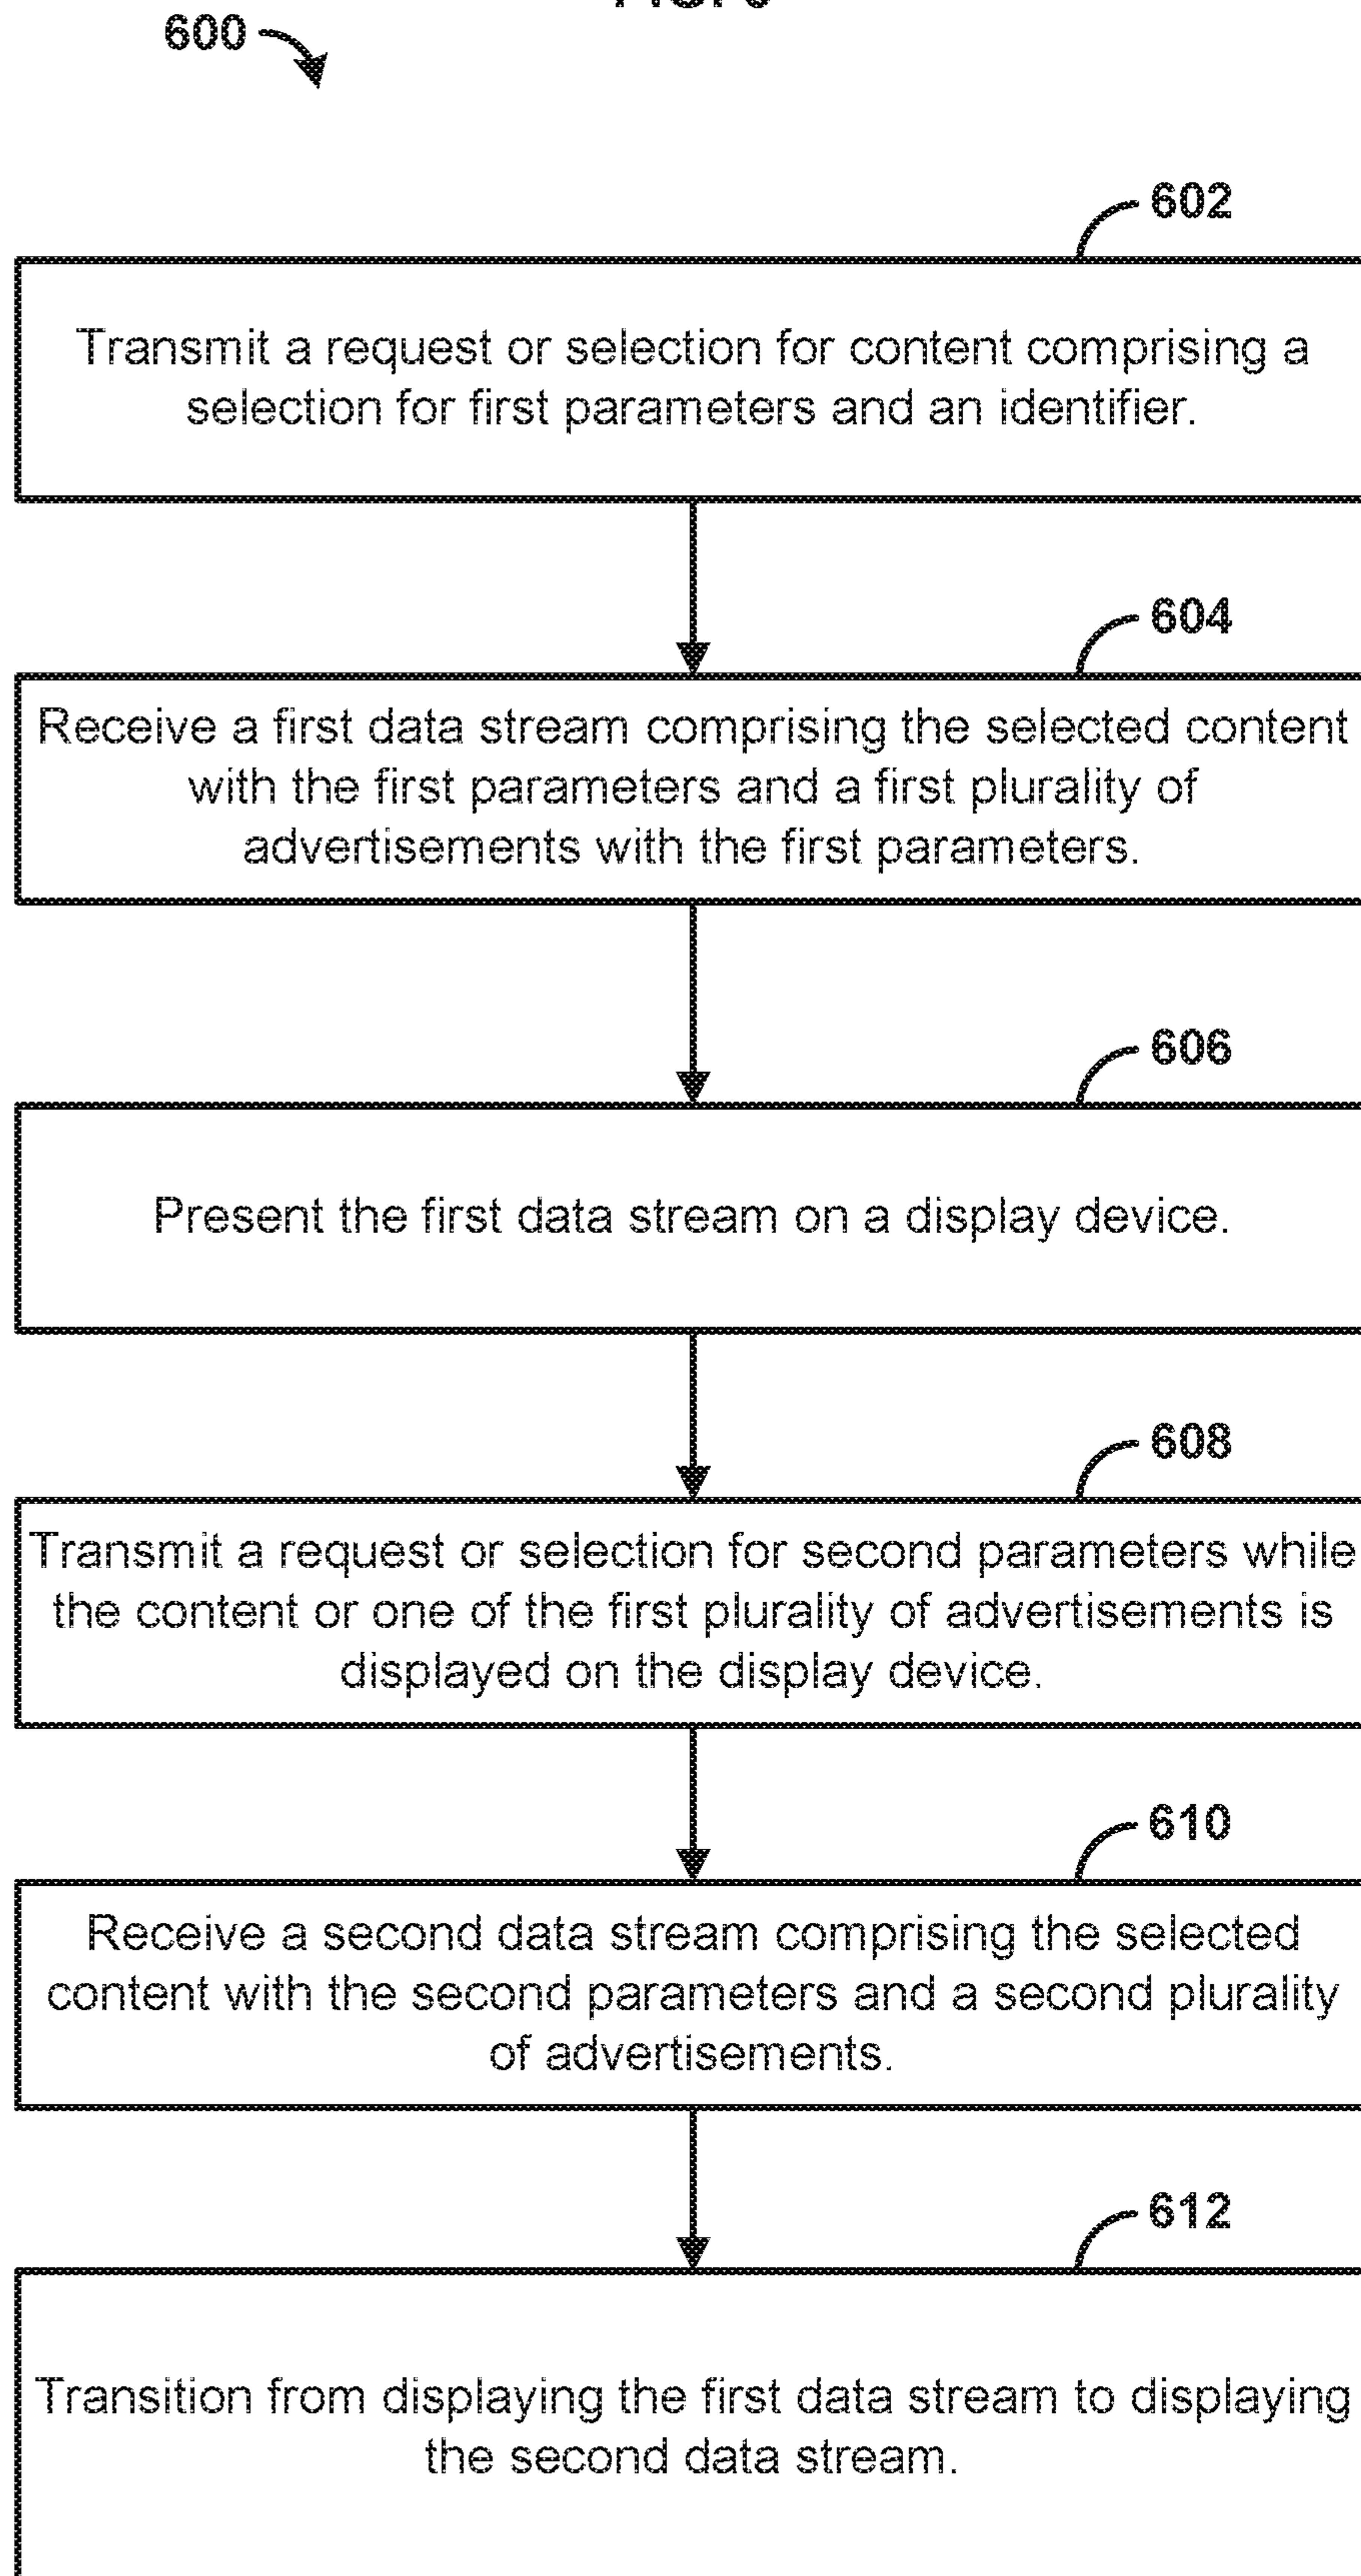 600
602
Transmit a request or selection for content comprising a
selection for first parameters and an identifier.
604
Receive a first data stream comprising the selected content
with the first parameters and a first plurality of
advertisements with the first parameters.
606
Present the first data stream on a display device.
608
Transmit a request or selection for second parameters while
the content or one of the first plurality of advertisements is
displayed on the display device.
610
Receive a second data stream comprising the selected
content with the second parameters and a second plurality
of advertisements.
612
Transition from displaying the first data stream to displaying
the second data stream.